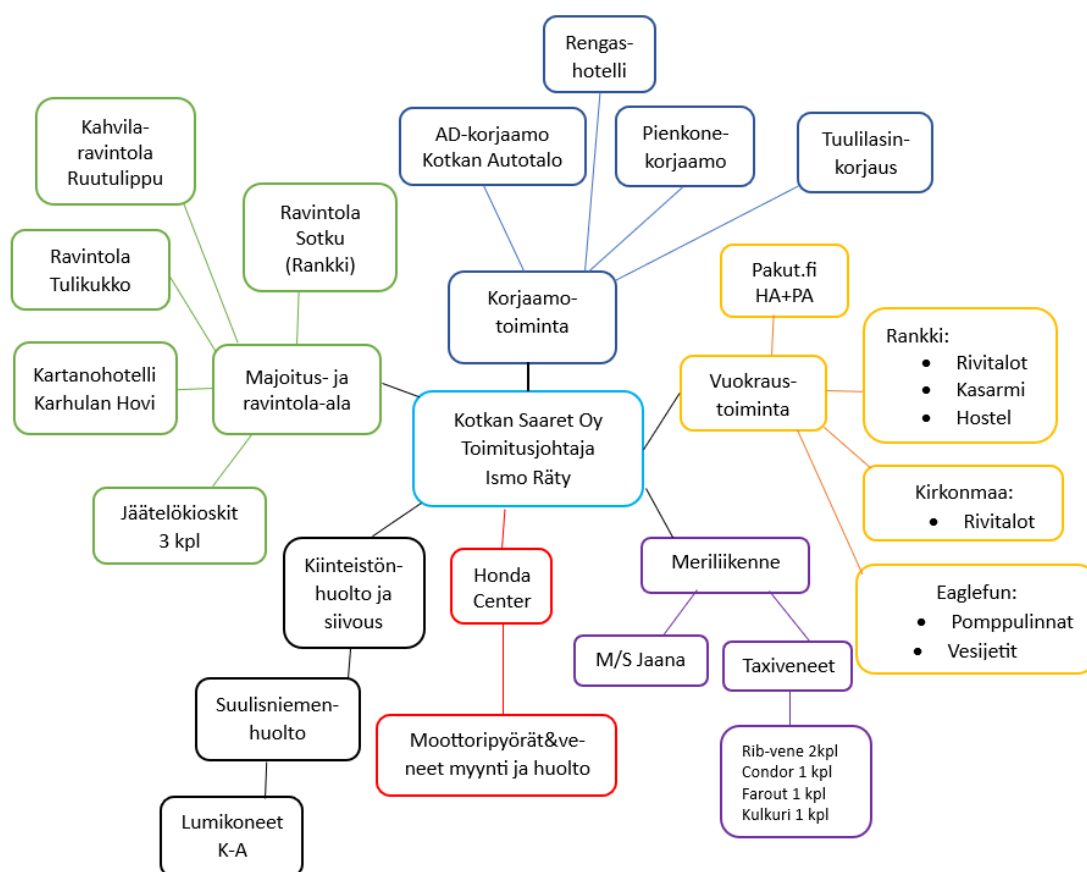 Rengas-
hotelli
Kahvila-
ravintola
Ruutulippu
AD-korjaamo
Kotkan Autotalo
Pienkone-
korjaamo
Tuulilasin-
korjaus
Ravintola
Sotku
(Rankki)
Ravintola
Tulikukko
Korjaamo-
toiminta
Pakut.fi
HA+PA
Kartanohotelli
Karhulan Hovi
Majoitus- ja
ravintola-ala
Vuokraus-
toiminta
Rankki:
• Rivitalot
• Kasarmi
• Hostel
Kotkan Saaret Oy
Toimitusjohtaja
Ismo Räty
Jäätelökioskit
3 kpl
Kirkonmaa:
• Rivitalot
Kiinteistön-
huolto ja
siivous
Honda
Center
Meriliikenne
Eaglefun:
• Pomppulinnat
• Vesijetit
M/S Jaana
Taxiveneet
Suulisniemen-
huolto
Moottoripyörät&ve-
neet myynti ja huolto
Rib-vene 2kpl
Condor 1 kpl
Farout 1 kpl
Kulkuri 1 kpl
Lumikoneet
K-A